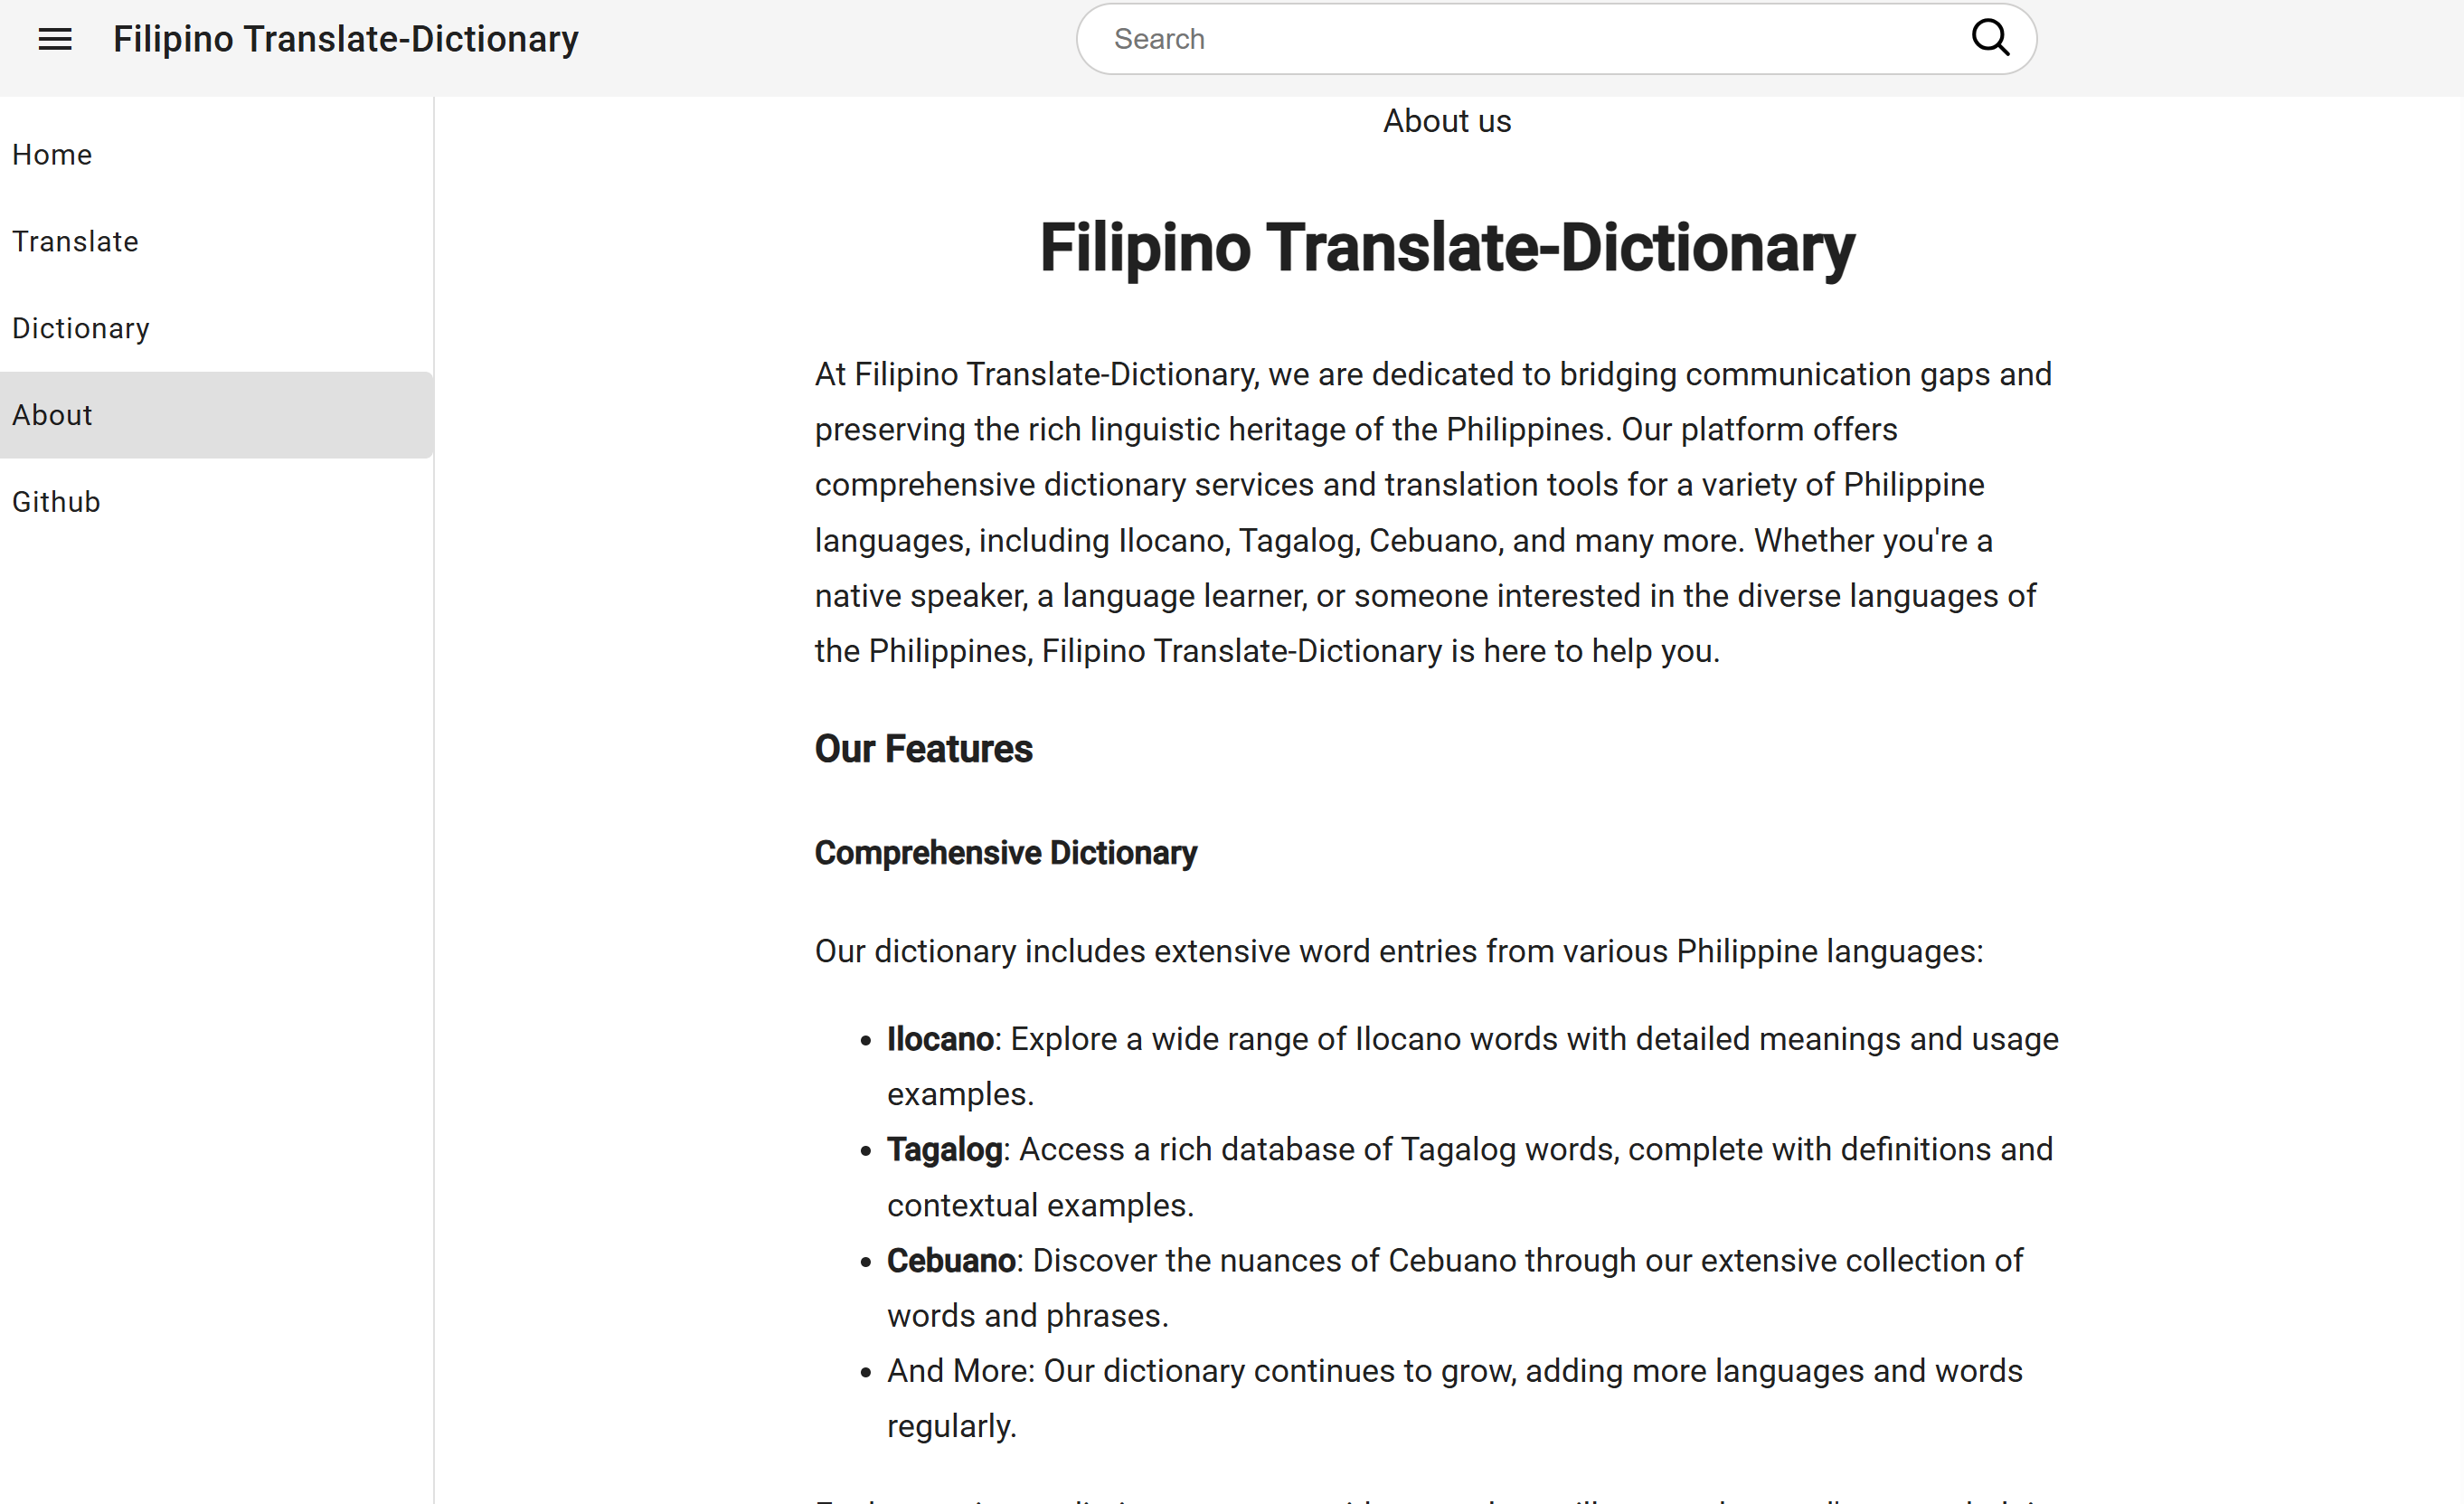 Filipino Translate-Dictionary
Search
Home
Translate
Dictionary
About
Github
About us
Filipino Translate-Dictionary
At Filipino Translate-Dictionary, we are dedicated to bridging communication gaps and
preserving the rich linguistic heritage of the Philippines. Our platform offers
comprehensive dictionary services and translation tools for a variety of Philippine
languages, including Ilocano, Tagalog, Cebuano, and many more. Whether you're a
native speaker, a language learner, or someone interested in the diverse languages of
the Philippines, Filipino Translate-Dictionary is here to help you.
Our Features
Comprehensive Dictionary
Our dictionary includes extensive word entries from various Philippine languages:
• Ilocano: Explore a wide range of Ilocano words with detailed meanings and usage
examples.
• Tagalog: Access a rich database of Tagalog words, complete with definitions and
contextual examples.
• Cebuano: Discover the nuances of Cebuano through our extensive collection of
words and phrases.
• And More: Our dictionary continues to grow, adding more languages and words
regularly.